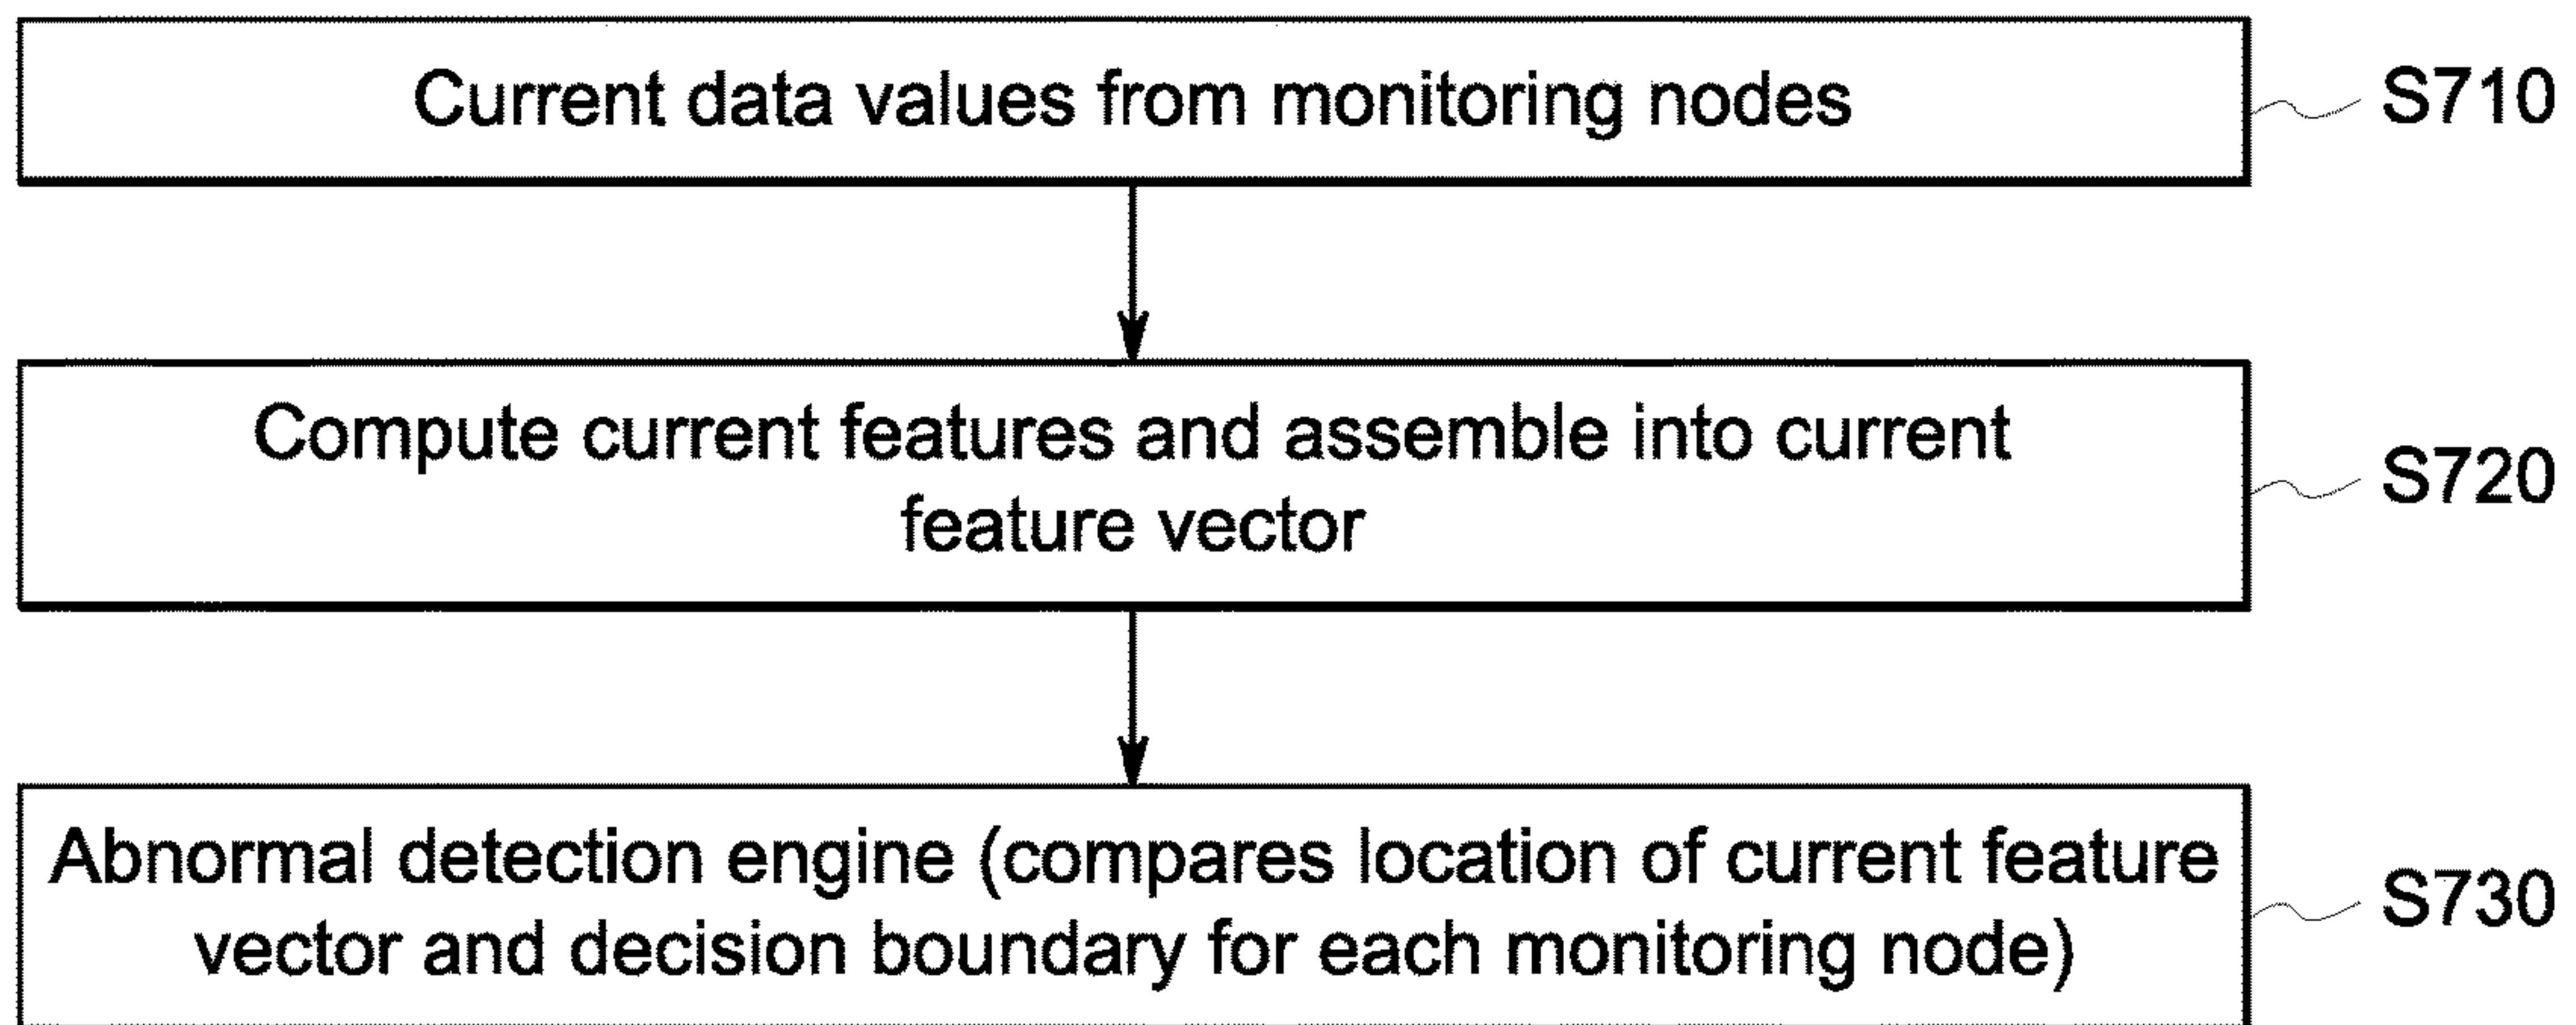 Current data values from monitoring nodes
S710
Compute current features and assemble into current
feature vector
S720
Abnormal detection engine (compares location of current feature
vector and decision boundary for each monitoring node)
S730